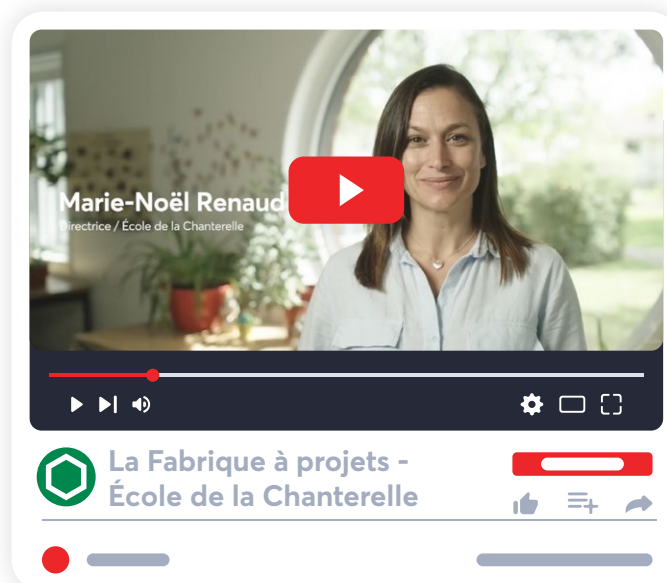 Marie-Noël Renaud
Directrice / École de la Chanterelle
La Fabrique à projets -
École de la Chanterelle